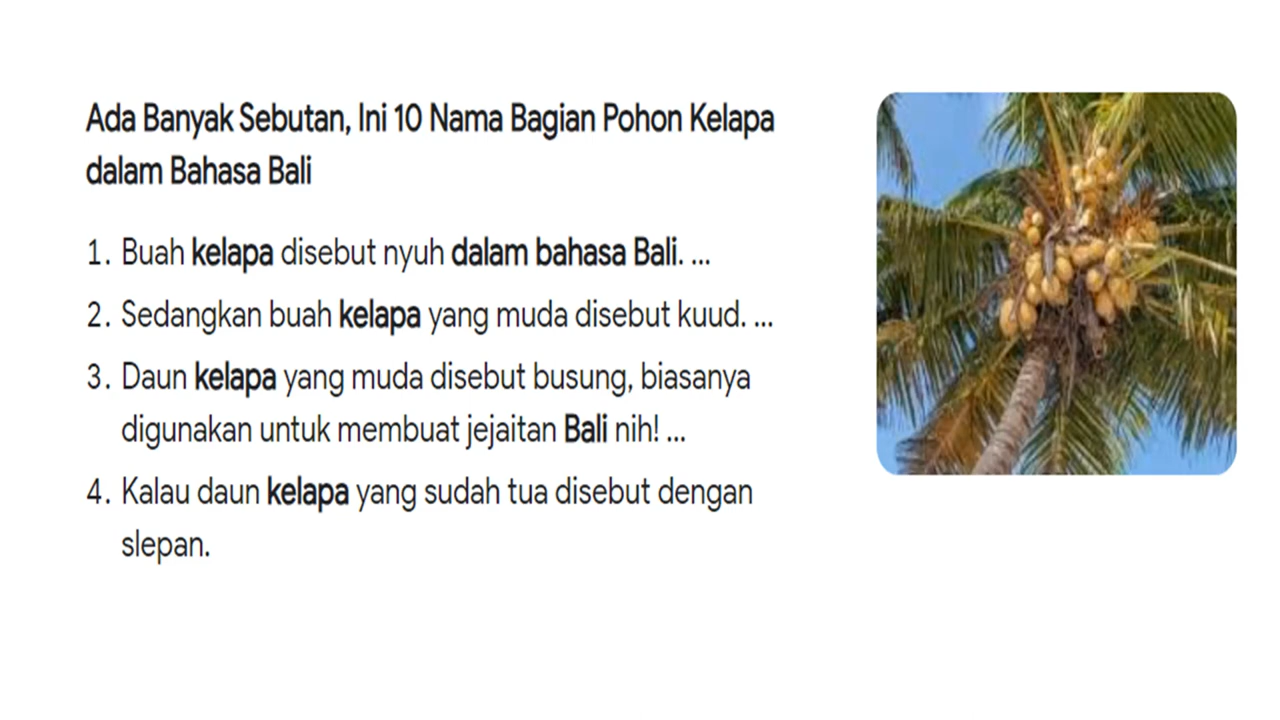 Ada Banyak Sebutan, Ini 10 Nama Bagian Pohon Kelapa
dalam Bahasa Bali
1. Buah kelapa disebut nyuh dalam bahasa Bali. ...
2. Sedangkan buah kelapa yang muda disebut kuud. ...
3. Daun kelapa yang muda disebut busung, biasanya
digunakan untuk membuat jejaitan Bali nih! ...
4. Kalau daun kelapa yang sudah tua disebut dengan
slepan.